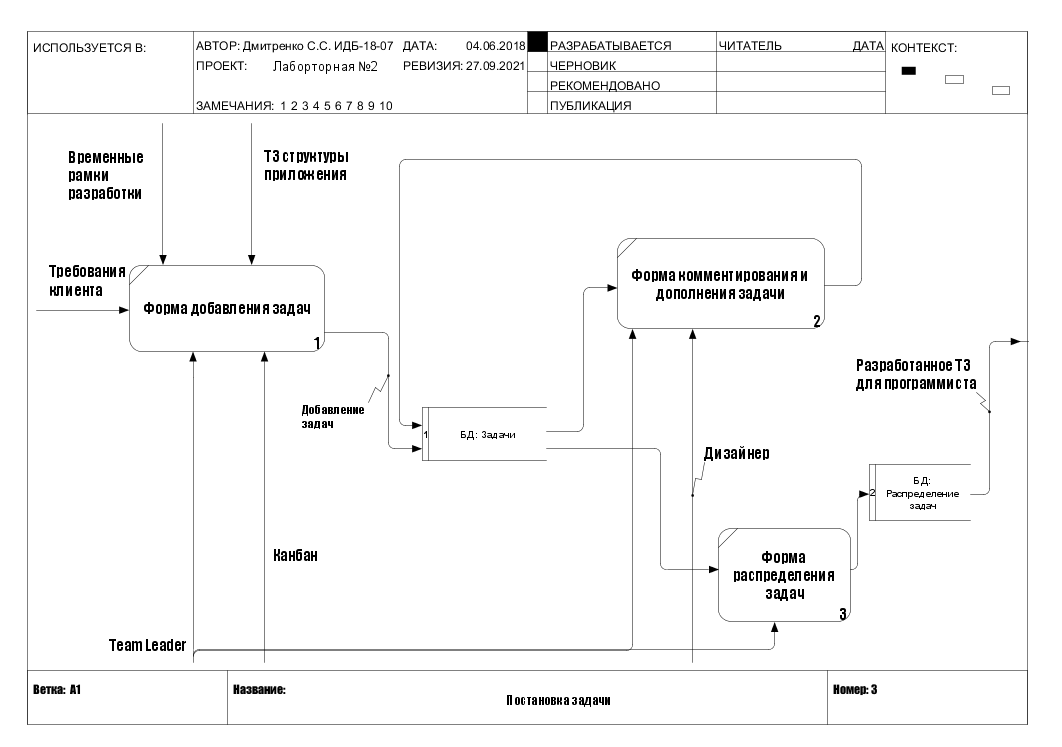 ИСПОЛЬЗУЕТСЯ В:
АВТОР: Дмитренко С.С. ИДБ-18-07 ДАТА: 04.06.2018
ПРОЕКТ: Лаборторная №2 РЕВИЗИЯ: 27.09.2021
ЗАМЕЧАНИЯ: 1 2 3 4 5 6 7 8 9 10
РАЗРАБАТЫВАЕТСЯ
ЧЕРНОВИК
РЕКОМЕНДОВАНО
ПУБЛИКАЦИЯ
ЧИТАТЕЛЬ ДАТА
КОНТЕКСТ:
Временные
рамки
разработки
ТЗ структуры
приложения
Требования
клиента
Форма добавления задач
1
Форма комментирования и
дополнения задачи
2
Добавление
задач
1 БД: Задачи
Разработанное ТЗ
для программиста
Дизайнер
БД:
2 Распределение
задач
Форма
распределения
задач
3
Канбан
Team Leader
Ветка: А1
Название:
Постановка задачи
Номер: 3